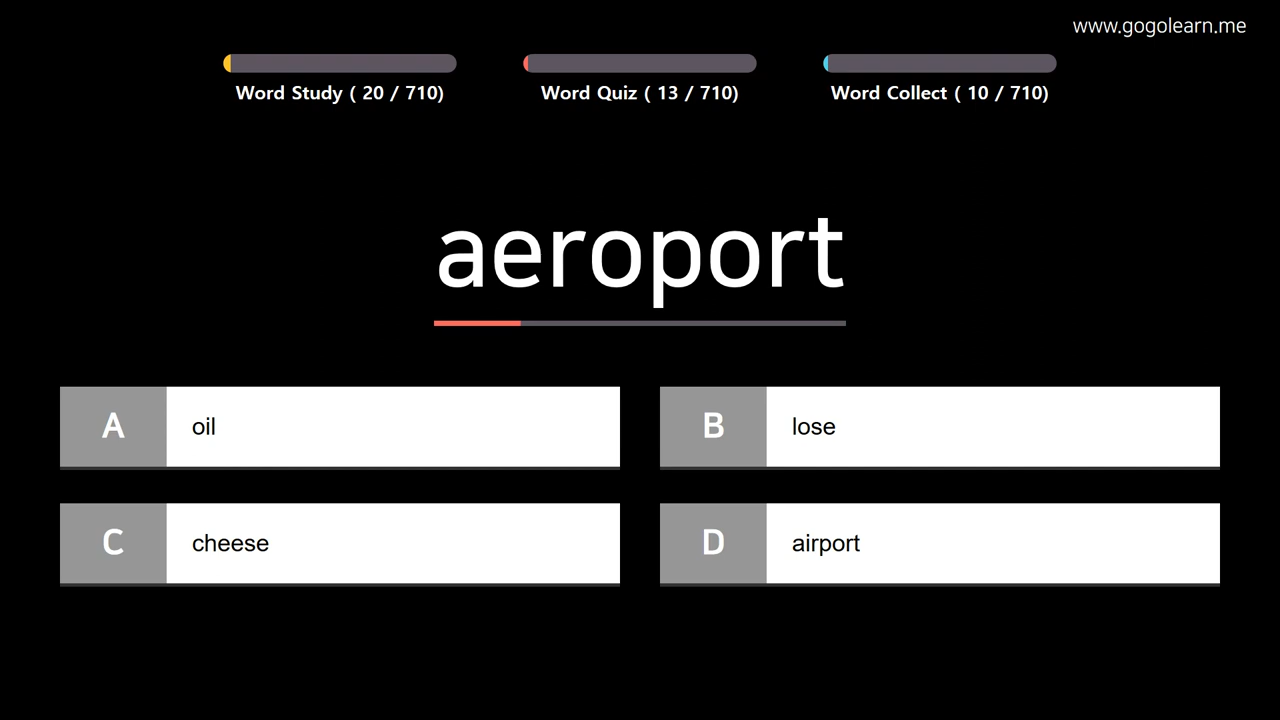 www.gogolearn.me
Word Study ( 20 / 710)
Word Quiz ( 13 / 710)
Word Collect ( 10 / 710)
aeroport
A oil
B lose
C cheese
D airport